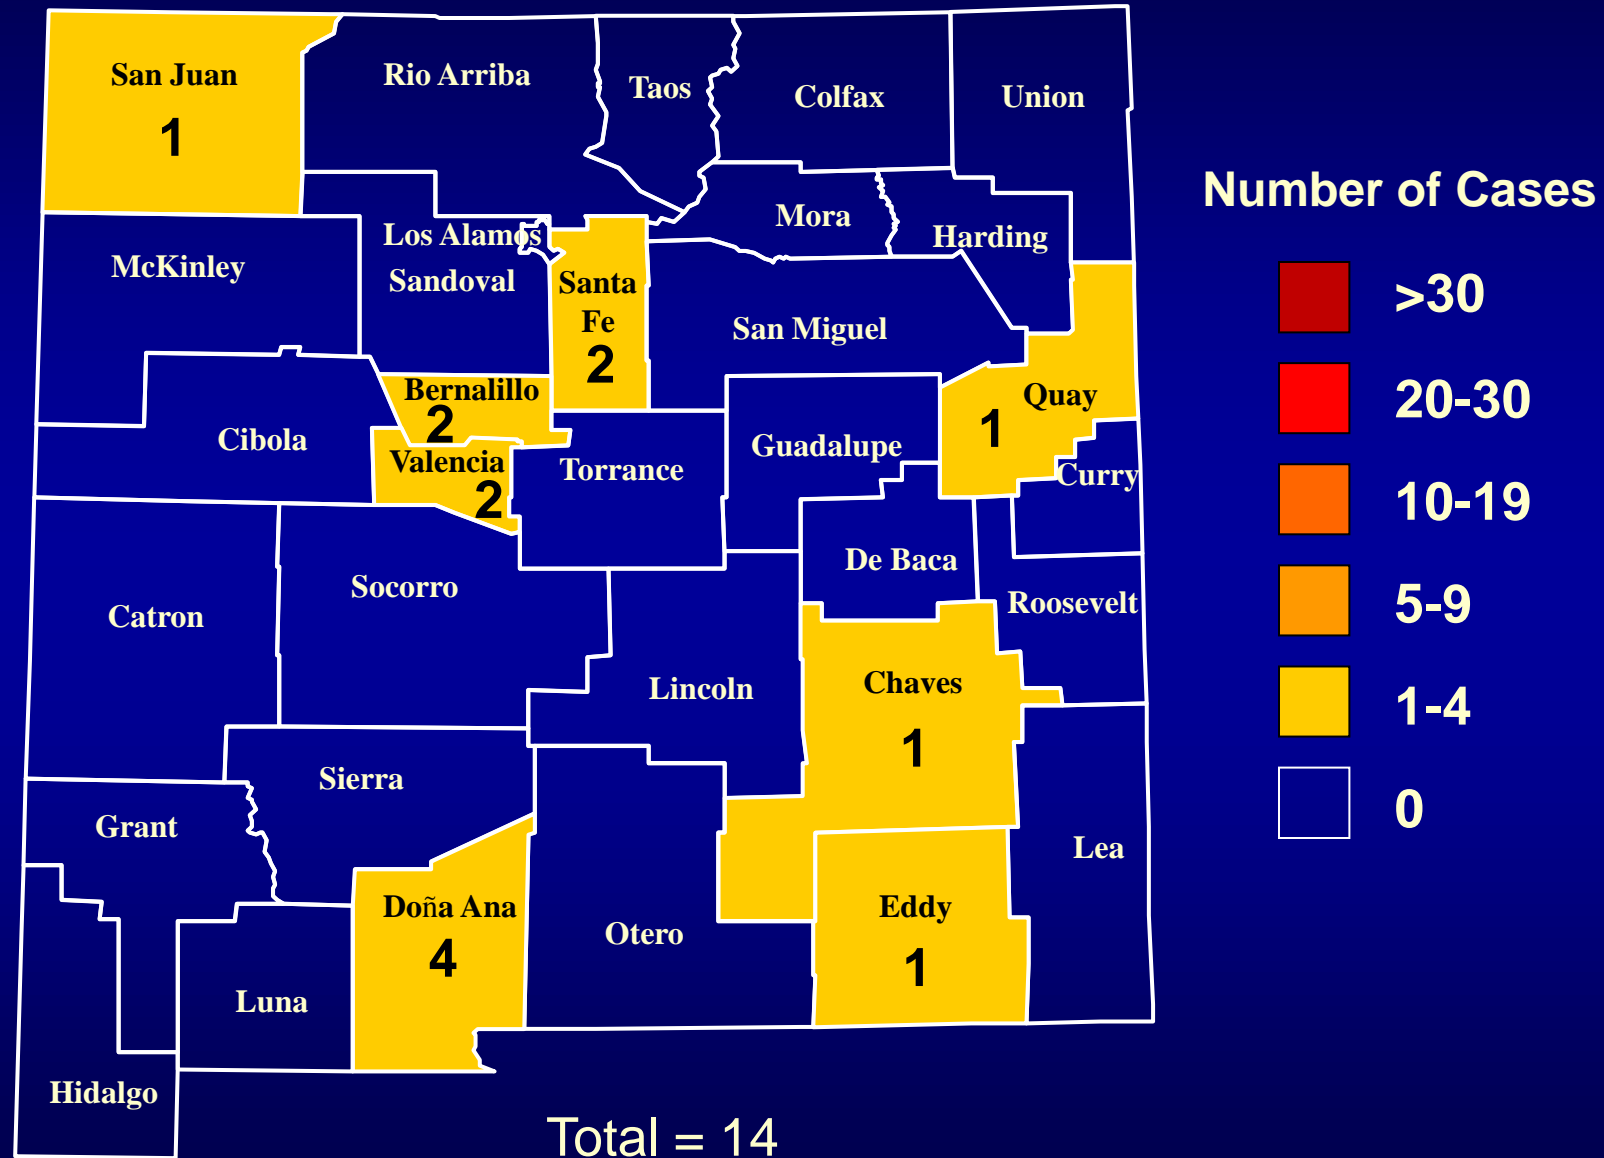 San Juan
1
Rio Arriba
Taos
Colfax
Union
McKinley
Los Alamos
Sandoval
Santa
Fe
2
Mora
Harding
San Miguel
Bernalillo
2
Cibola
Valencia
2
Torrance
Guadalupe
Quay
1
Curry
Catron
Socorro
Lincoln
De Baca
Roosevelt
Chaves
1
Sierra
Grant
Doña Ana
4
Otero
Eddy
1
Lea
Luna
Hidalgo
Total = 14
Number of Cases
>30
20-30
10-19
5-9
1-4
0